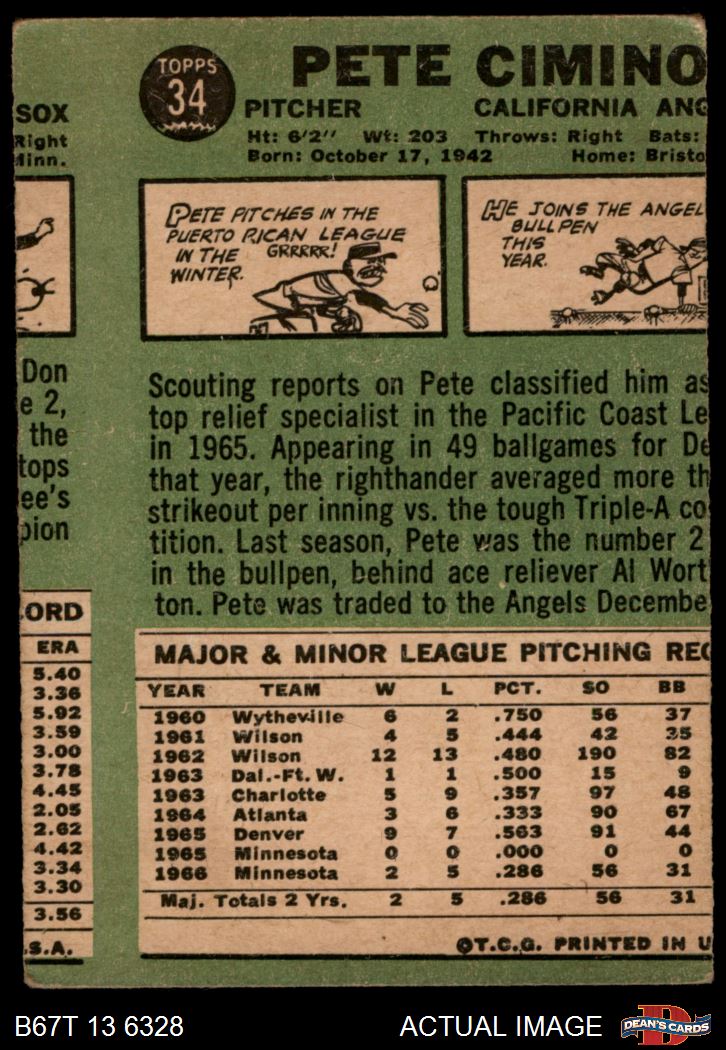 SOX
Right
Minn.
Don
e 2,
the
tops
ee's
pion
ORD
ERA
5.40
3.36
5.92
3.59
3.00
3.78
4.45
2.05
2.62
4.42
3.34
3.30
3.56
.S.A.
TOPPS
34
PETE CIMINO
PITCHER CALIFORNIA ANG
Ht: 6'2" Wt: 203 Throws: Right Bats:
Born: October 17, 1942 Home: Bristo
PETE PITCHES IN THE
PUERTO RICAN LEAGUE
IN THE GRRRRR!
WINTER.
HE JOINS THE ANGEL
BULLPEN
THIS
YEAR.
Scouting reports on Pete classified him as
top relief specialist in the Pacific Coast Le
in 1965. Appearing in 49 ballgames for De
that year, the righthander averaged more th
strikeout per inning vs. the tough Triple-A co
tition. Last season, Pete was the number 2
in the bullpen, behind ace reliever Al Wort
ton. Pete was traded to the Angels Decembe
MAJOR & MINOR LEAGUE PITCHING REC
YEAR TEAM W L PCT. SO BB
1960 Wytheville 6 2 .750 56 37
1961 Wilson 4 5 .444 42 35
1962 Wilson 12 13 .480 190 82
1963 Dal.-Ft. W. 1 1 .500 15 9
1963 Charlotte 5 9 .357 97 48
1964 Atlanta 3 6 .333 90 67
1965 Denver 9 7 .563 91 44
1965 Minnesota 0 0 .000 0 0
1966 Minnesota 2 5 .286 56 31
Maj. Totals 2 Yrs. 2 5 .286 56 31
©T.C.G. PRINTED IN U
B67T 13 6328 ACTUAL IMAGE
DEAN'S CARDS